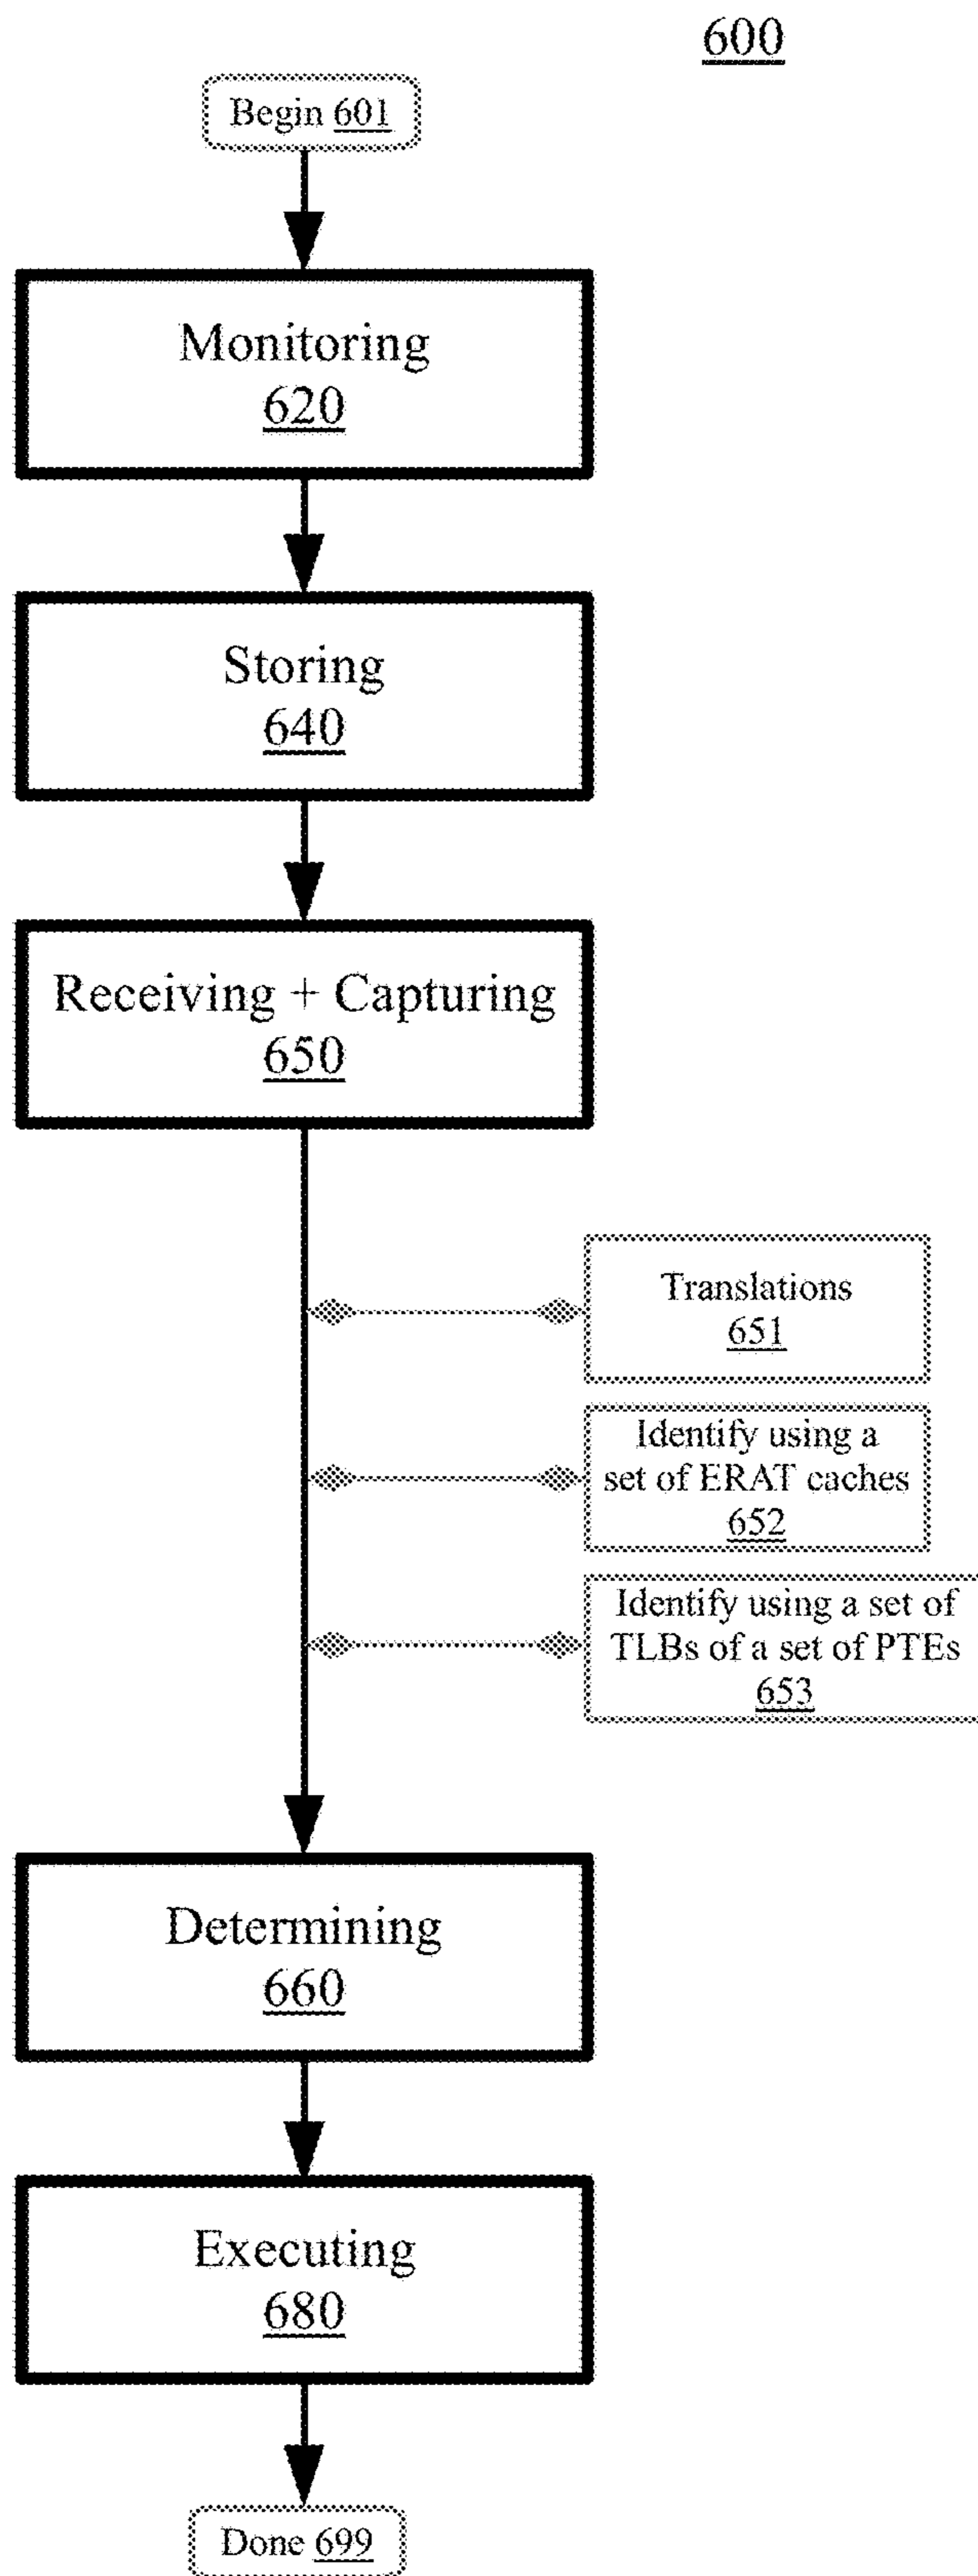 600
Begin 601
Monitoring
620
Storing
640
Receiving + Capturing
650
Translations
651
Identify using a
set of ERAT caches
652
Identify using a set of
TLBs of a set of PTEs
653
Determining
660
Executing
680
Done 699